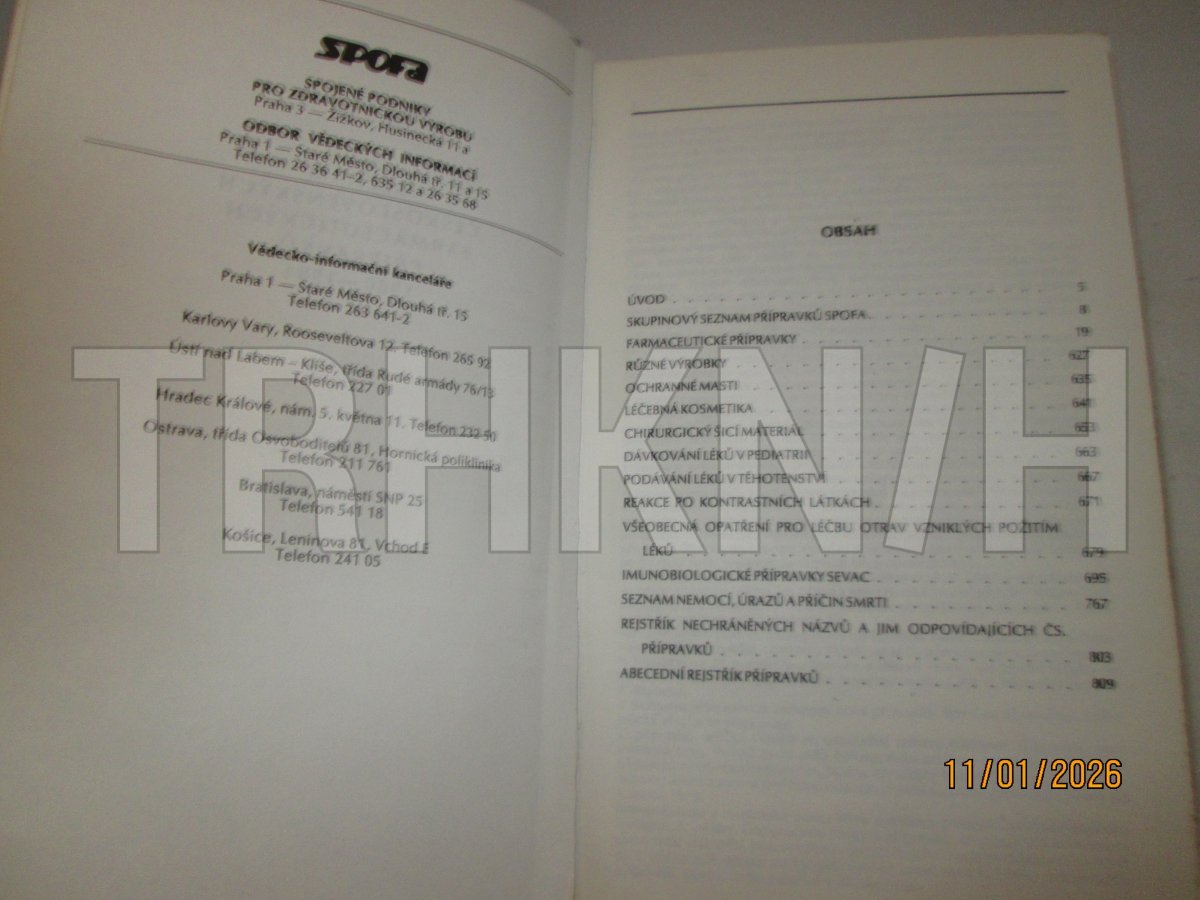 SPOFA
SPOJENÉ PODNIKY
PRO ZDRAVOTNICKOU VÝROBU
Praha 3 — Žižkov, Husinecká 11 a
ODBOR VĚDECKÝCH INFORMACÍ
Praha 1 — Staré Město, Dlouhá tř. 11 a 15
Telefon 26 36 41–2, 635 12 a 26 35 68
Vědecko-informační kanceláře
Praha 1 — Staré Město, Dlouhá tř. 15
Telefon 263 641–2
Karlovy Vary, Rooseveltova 12. Telefon 265 92
Ústí nad Labem – Klíše, třída Rudé armády 76/13
Telefon 227 01
Hradec Králové, nám. 5. května 11. Telefon 232 50
Ostrava, třída Osvoboditelů 81, Hornická poliklinika
Telefon 211 761
Bratislava, náměstí SNP 25
Telefon 541 18
Košice, Leninova 81, Vchod E
Telefon 241 05
OBSAH
ÚVOD 5
SKUPINOVÝ SEZNAM PŘÍPRAVKŮ SPOFA 8
FARMACEUTICKÉ PŘÍPRAVKY 19
RŮZNÉ VÝROBKY 627
OCHRANNÉ MASTI 635
LÉČEBNÁ KOSMETIKA 641
CHIRURGICKÝ ŠICÍ MATERIÁL 653
DÁVKOVÁNÍ LÉKŮ V PEDIATRII 663
PODÁVÁNÍ LÉKŮ V TĚHOTENSTVÍ 667
REAKCE PO KONTRASTNÍCH LÁTKÁCH 671
VŠEOBECNÁ OPATŘENÍ PRO LÉČBU OTRAV VZNIKLÝCH POŽITÍM
LÉKŮ 679
IMUNOBIOLOGICKÉ PŘÍPRAVKY SEVAC 695
SEZNAM NEMOCÍ, ÚRAZŮ A PŘÍČIN SMRTI 767
REJSTŘÍK NECHRÁNĚNÝCH NÁZVŮ A JIM ODPOVÍDAJÍCÍCH ČS.
PŘÍPRAVKŮ 803
ABECEDNÍ REJSTŘÍK PŘÍPRAVKŮ 809
TRHKNIH
11/01/2026